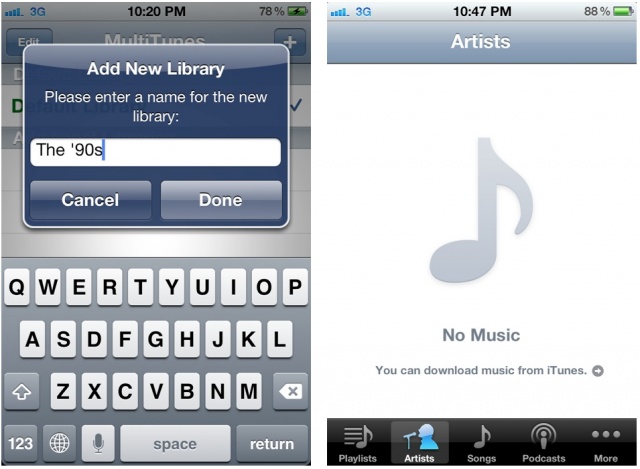 3G 10:20 PM 78 %
Edit MultiTunes +
Add New Library
Please enter a name for the new
library:
The '90s
Cancel Done
Q W E R T Y U I O P
A S D F G H J K L
Z X C V B N M
123 space return
3G 10:47 PM 88 %
Artists
No Music
You can download music from iTunes.
Playlists Artists Songs Podcasts More